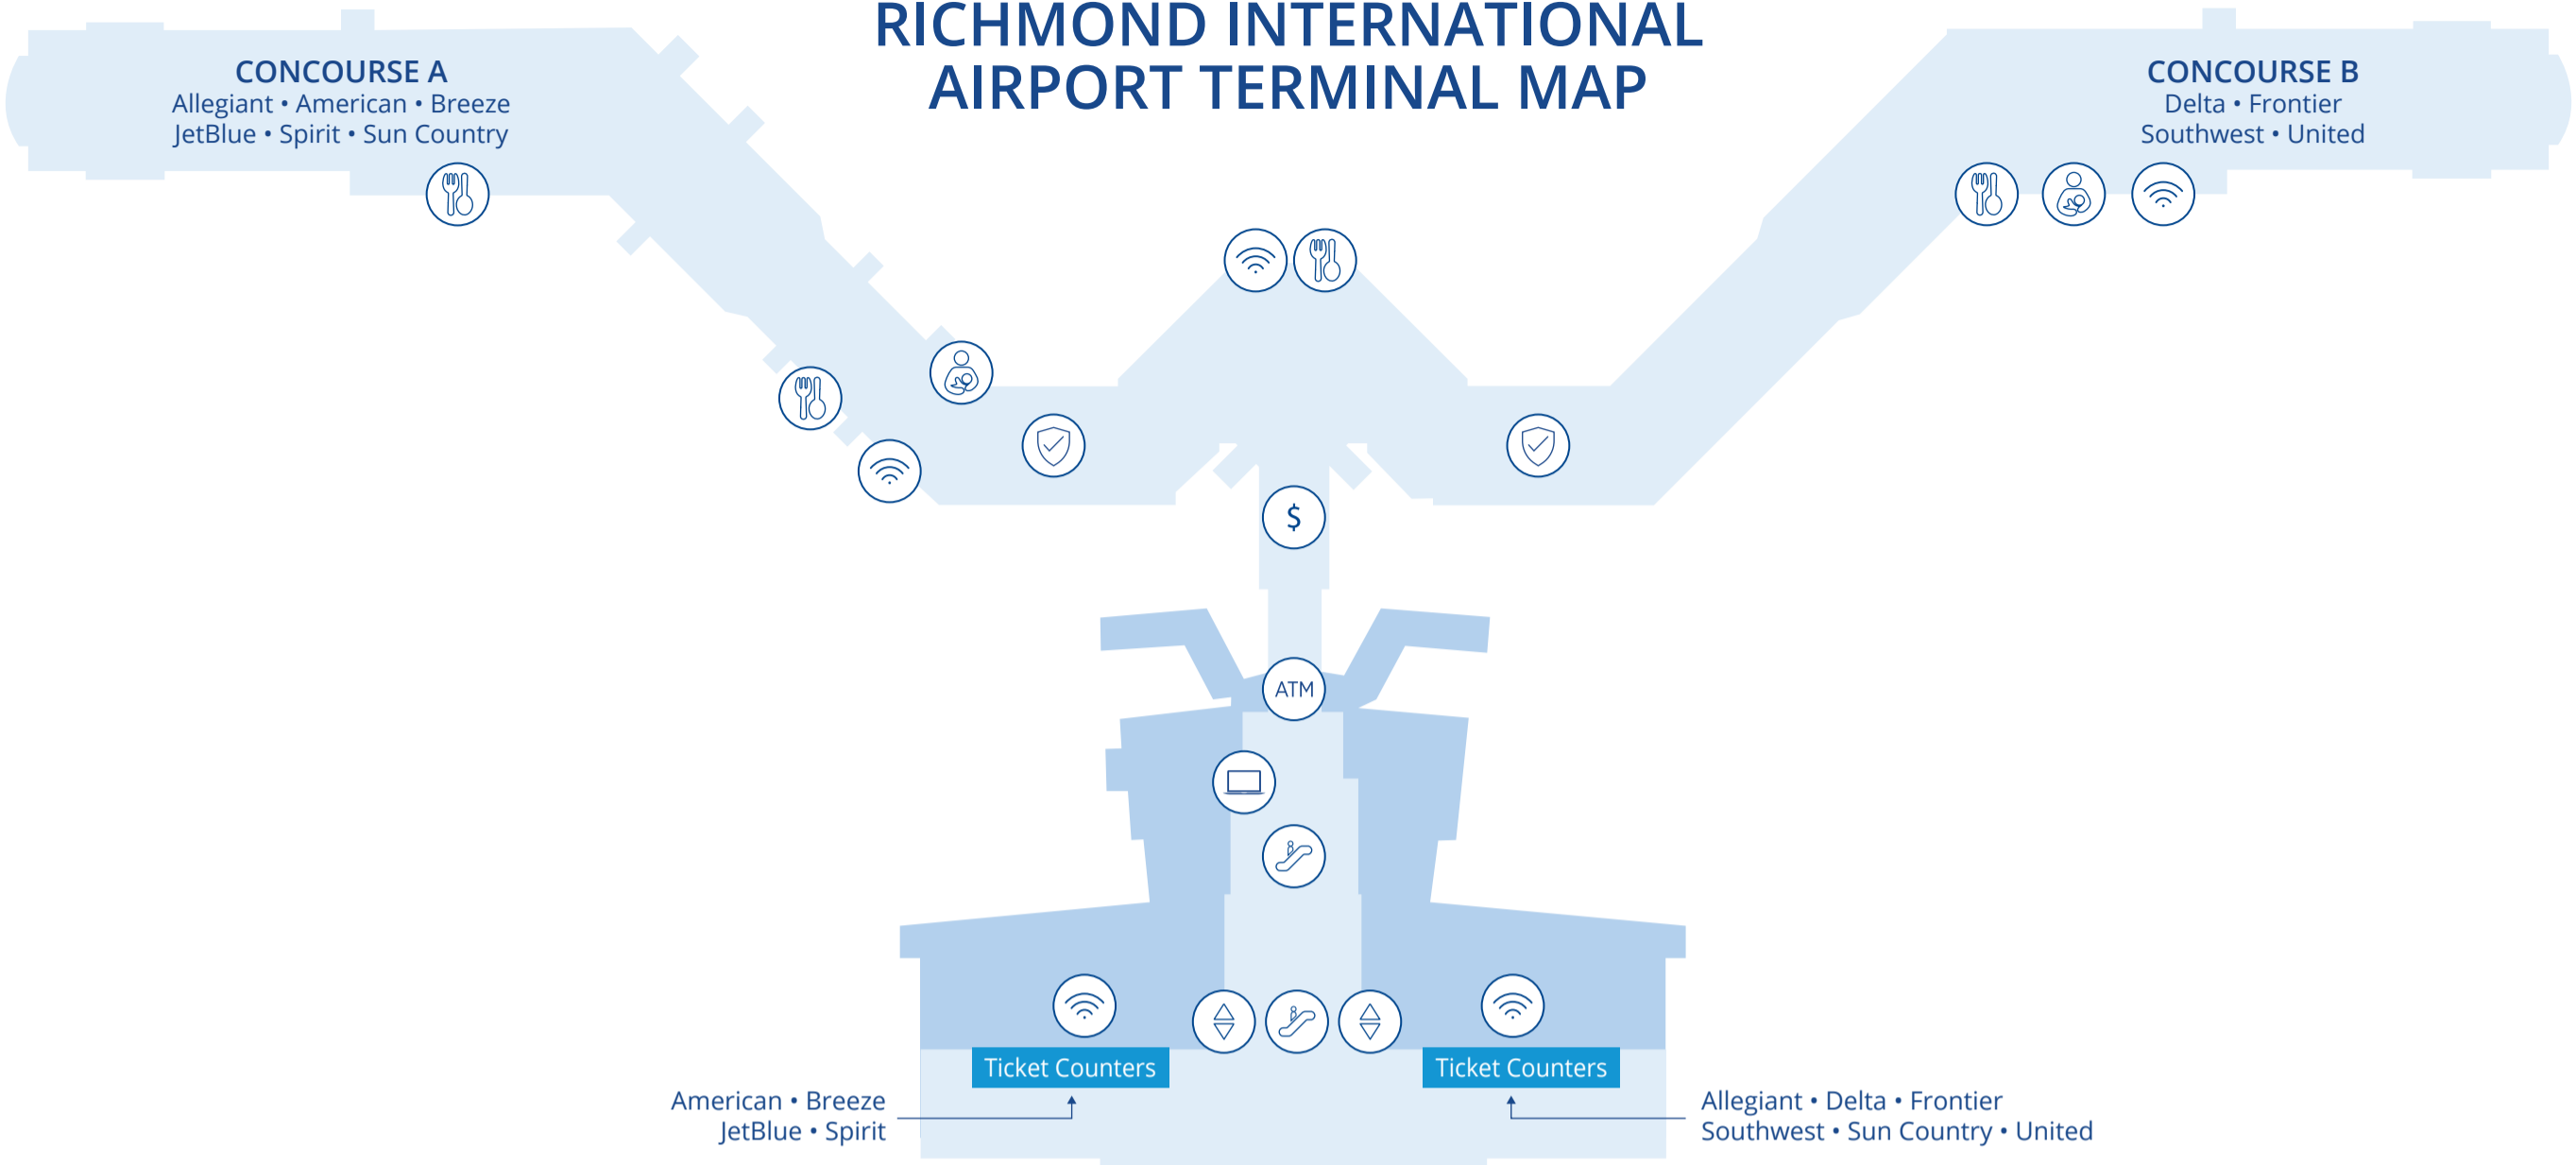 RICHMOND INTERNATIONAL
AIRPORT TERMINAL MAP
CONCOURSE A
Allegiant • American • Breeze
JetBlue • Spirit • Sun Country
CONCOURSE B
Delta • Frontier
Southwest • United
$
ATM
Ticket Counters
Ticket Counters
American • Breeze
JetBlue • Spirit
Allegiant • Delta • Frontier
Southwest • Sun Country • United